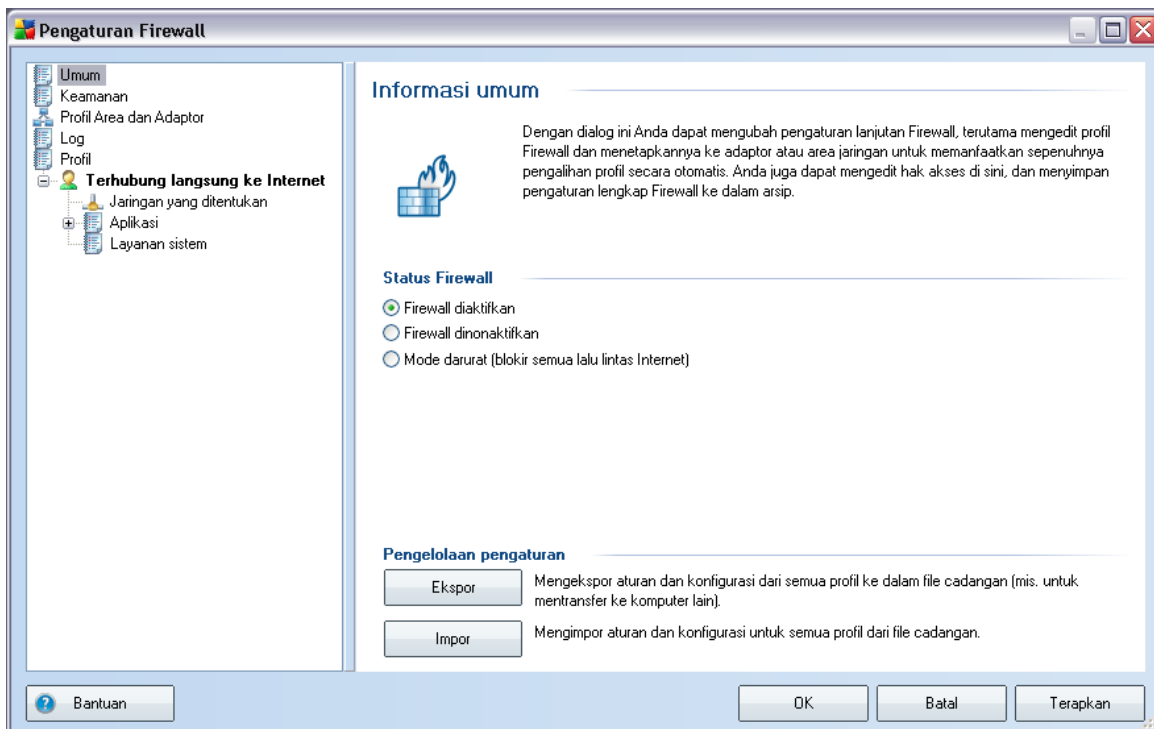 Pengaturan Firewall
Umum
Keamanan
Profil Area dan Adaptor
Log
Profil
Terhubung langsung ke Internet
Jaringan yang ditentukan
Aplikasi
Layanan sistem
Informasi umum
Dengan dialog ini Anda dapat mengubah pengaturan lanjutan Firewall, terutama mengedit profil
Firewall dan menetapkannya ke adaptor atau area jaringan untuk memanfaatkan sepenuhnya
pengalihan profil secara otomatis. Anda juga dapat mengedit hak akses di sini, dan menyimpan
pengaturan lengkap Firewall ke dalam arsip.
Status Firewall
Firewall diaktifkan
Firewall dinonaktifkan
Mode darurat (blokir semua lalu lintas Internet)
Pengelolaan pengaturan
Ekspor
Mengekspor aturan dan konfigurasi dari semua profil ke dalam file cadangan (mis. untuk
mentransfer ke komputer lain).
Impor
Mengimpor aturan dan konfigurasi untuk semua profil dari file cadangan.
Bantuan
OK
Batal
Terapkan